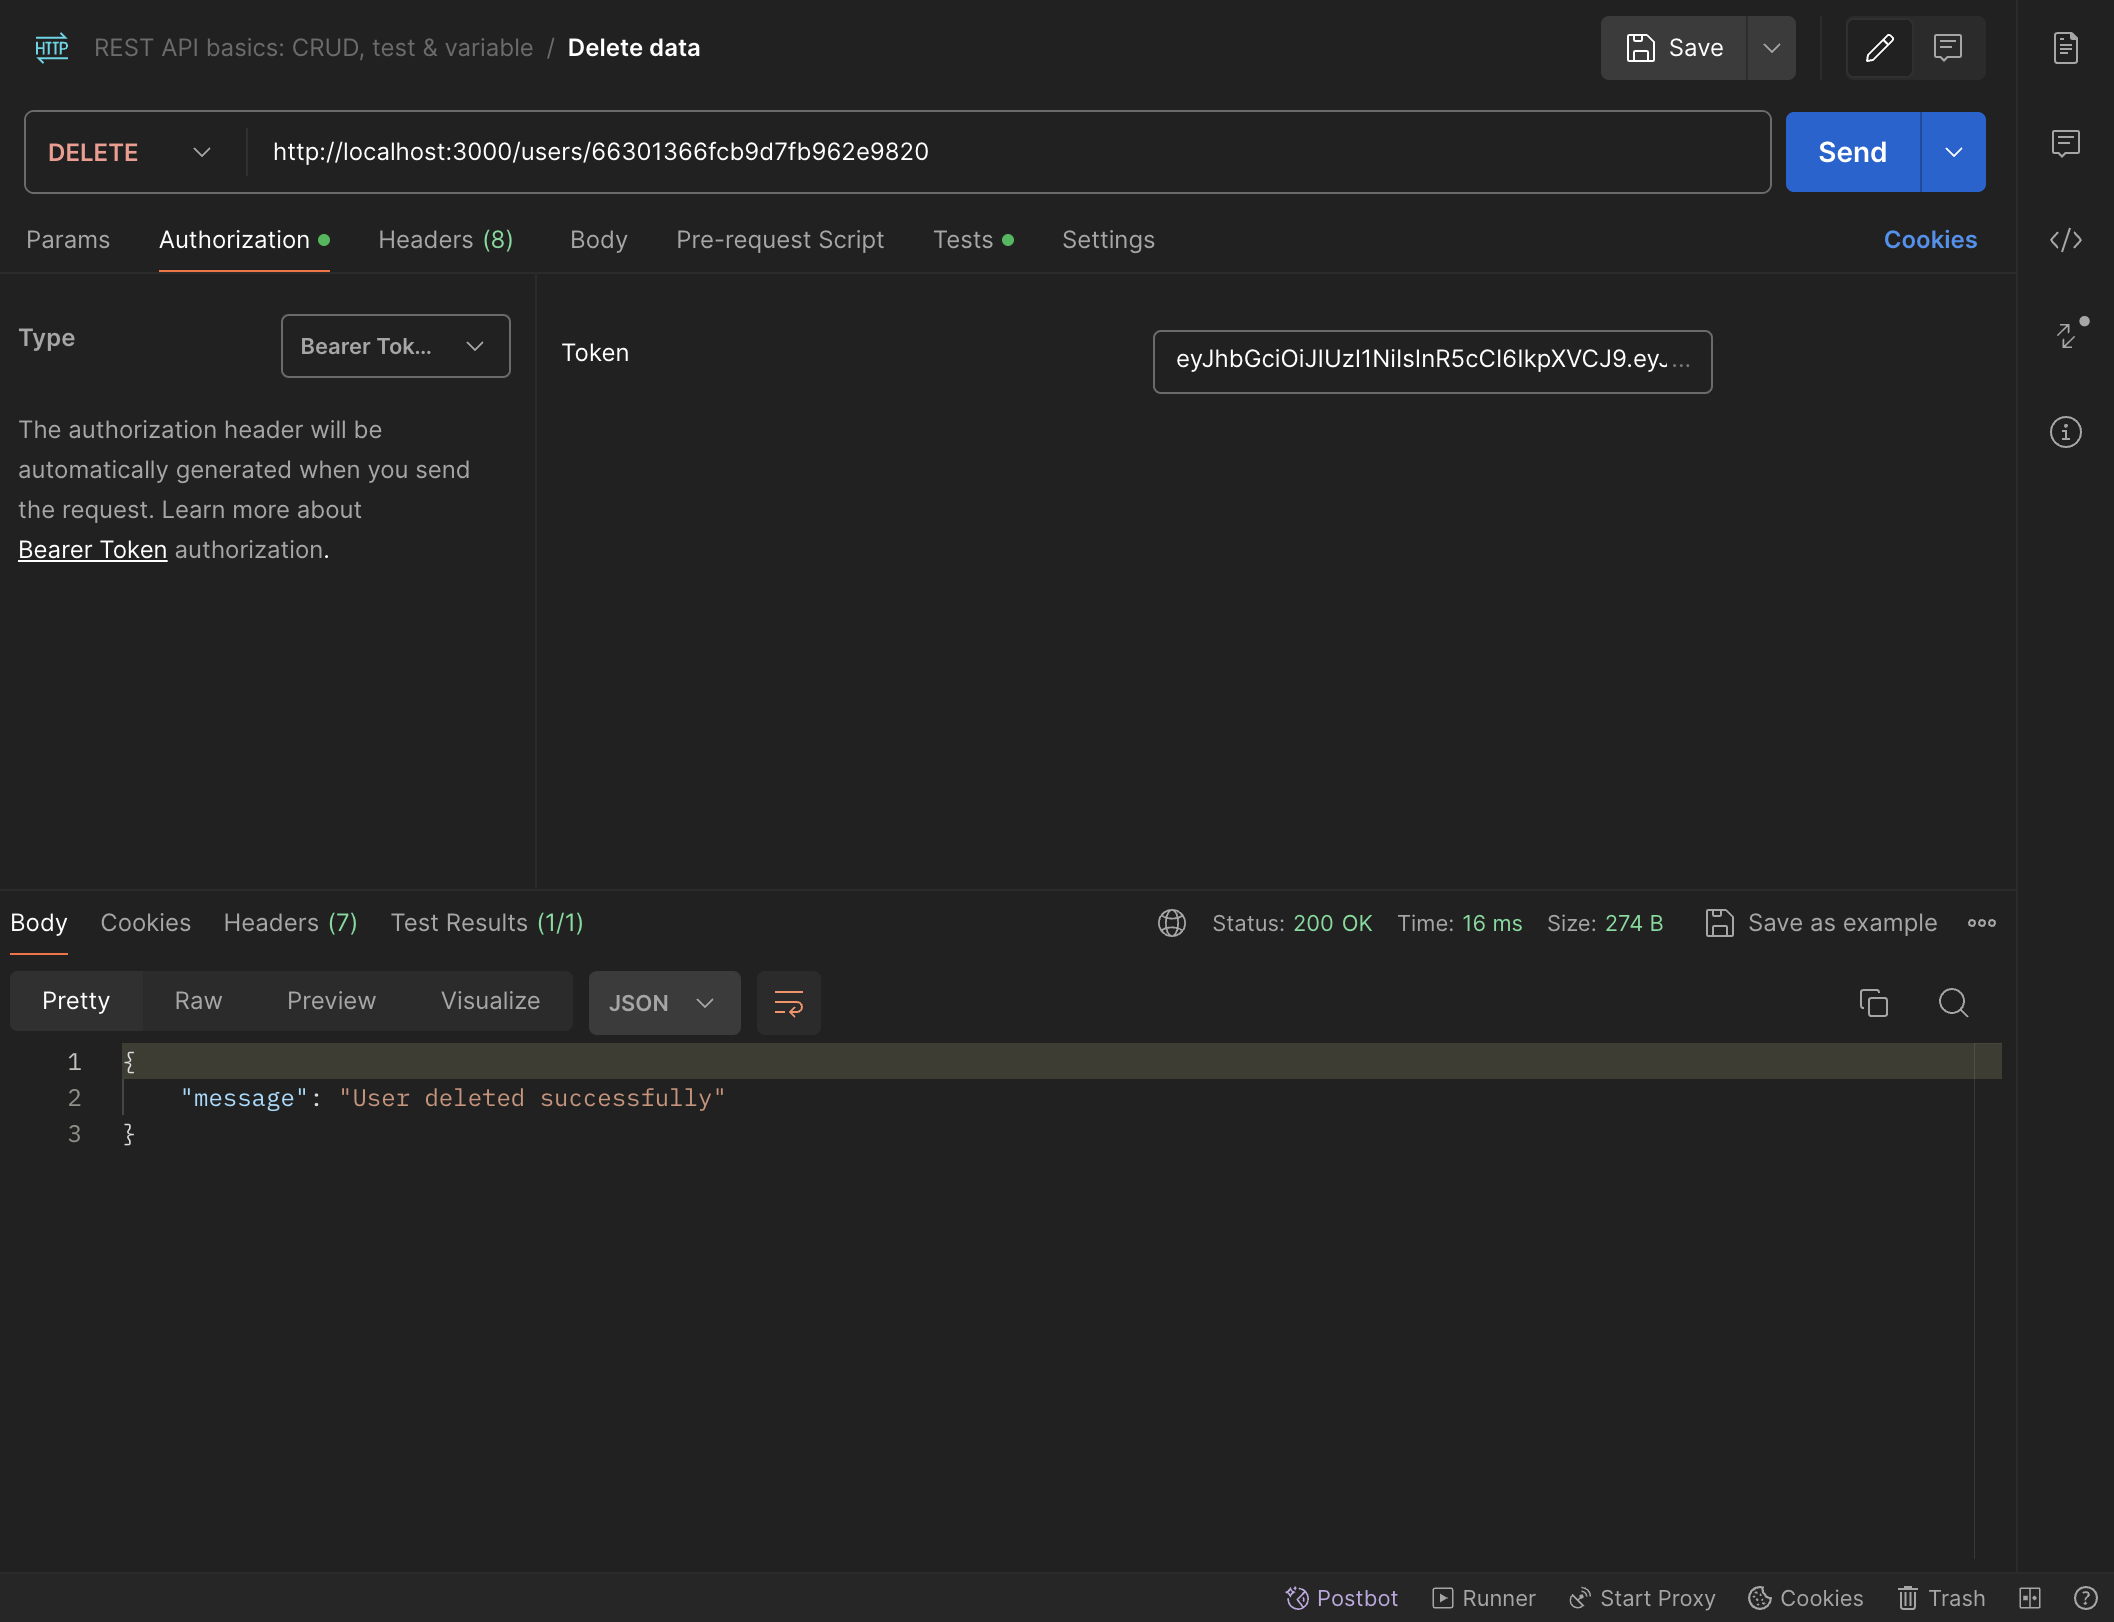 HTTP REST API basics: CRUD, test & variable / Delete data Save
DELETE http://localhost:3000/users/66301366fcb9d7fb962e9820 Send
Params Authorization Headers (8) Body Pre-request Script Tests Settings Cookies
Type Bearer Tok... Token eyJhbGciOiJIUzI1NiIsInR5cCI6IkpXVCJ9.eyJ...
The authorization header will be
automatically generated when you send
the request. Learn more about
Bearer Token authorization.
Body Cookies Headers (7) Test Results (1/1) Status: 200 OK Time: 16 ms Size: 274 B Save as example
Pretty Raw Preview Visualize JSON
1 {
2 "message": "User deleted successfully"
3 }
Postbot Runner Start Proxy Cookies Trash